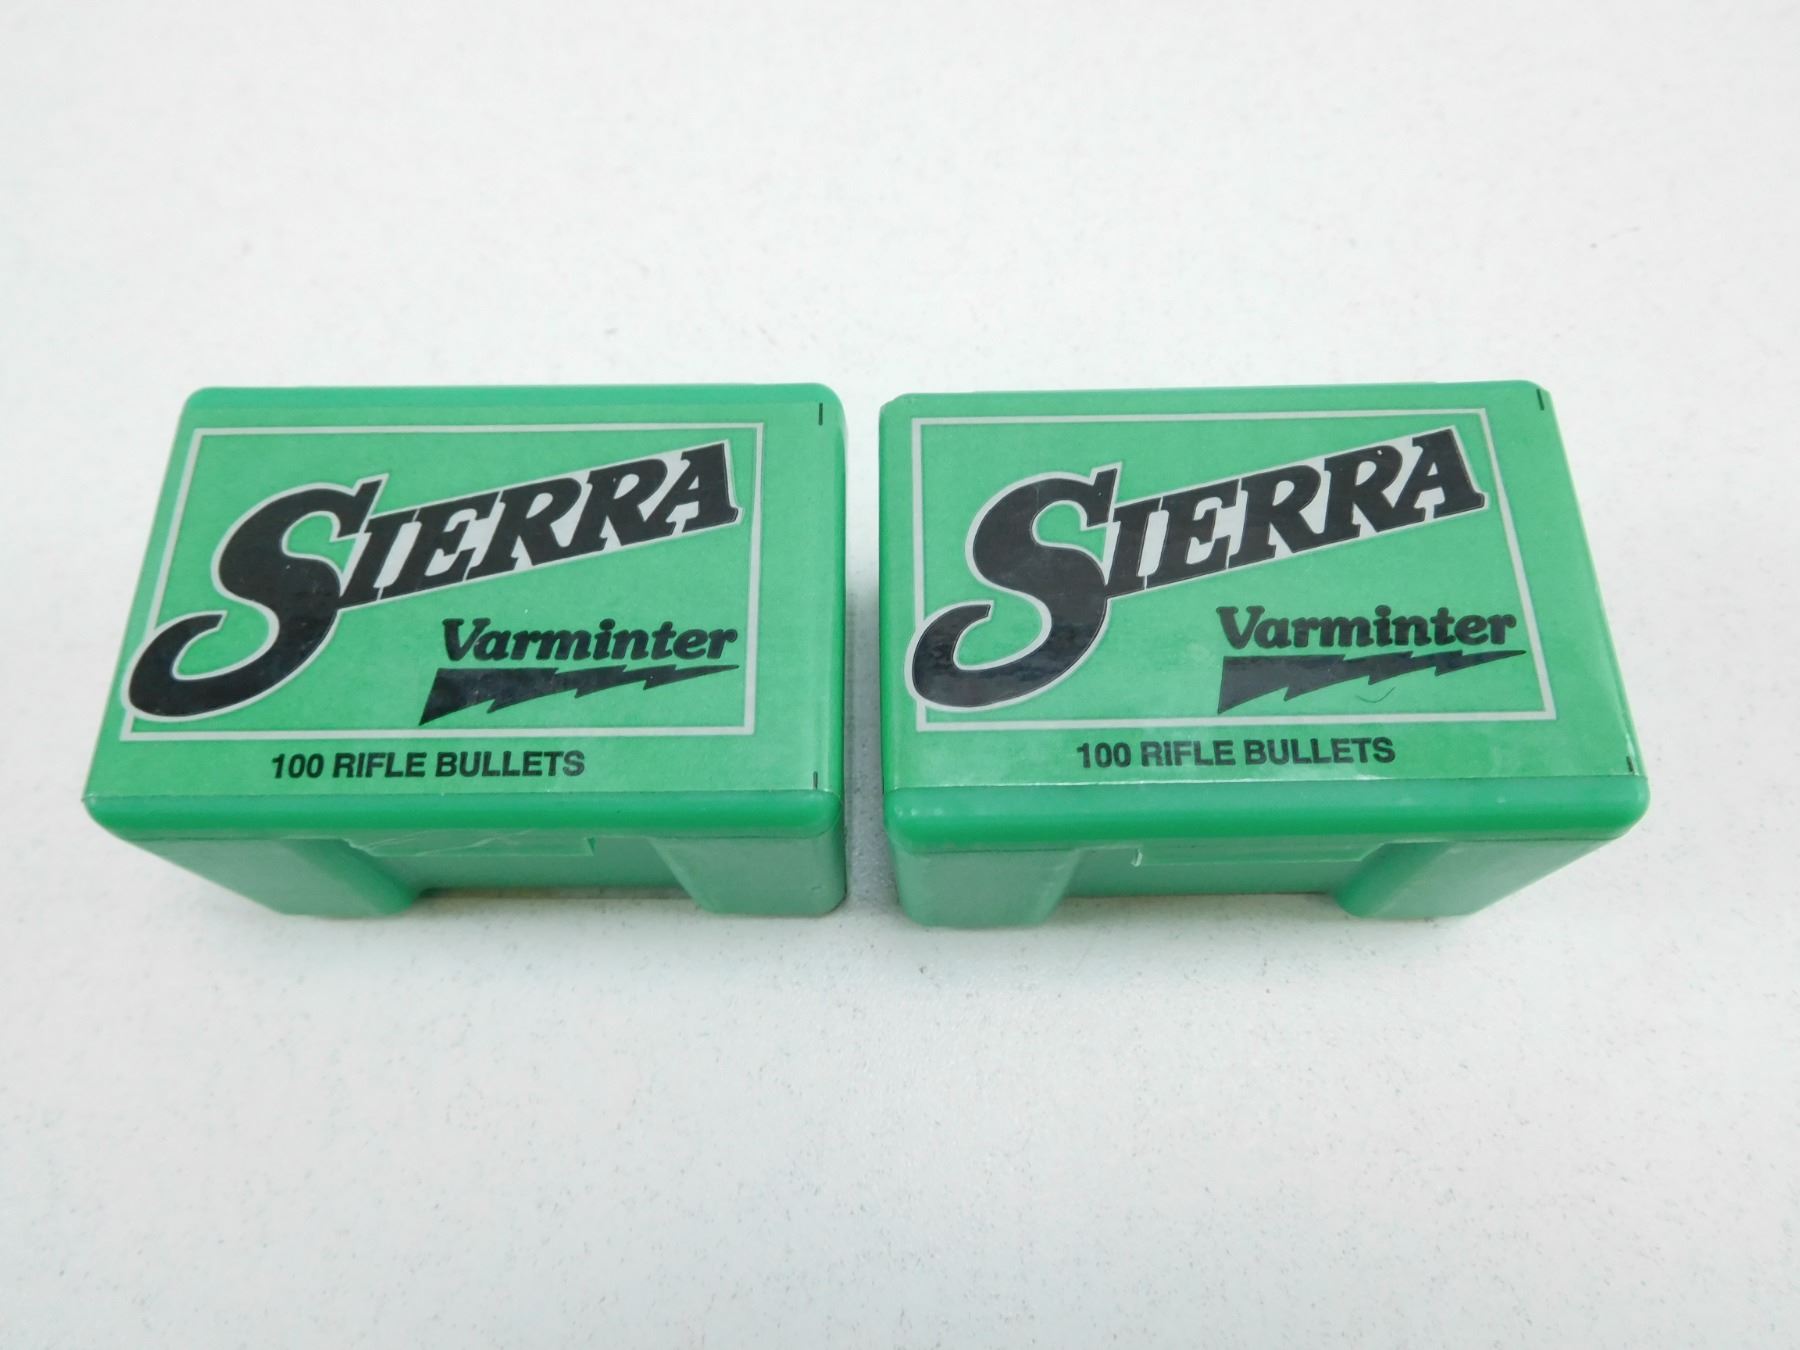 SIERRA
Varminter
100 RIFLE BULLETS
SIERRA
Varminter
100 RIFLE BULLETS